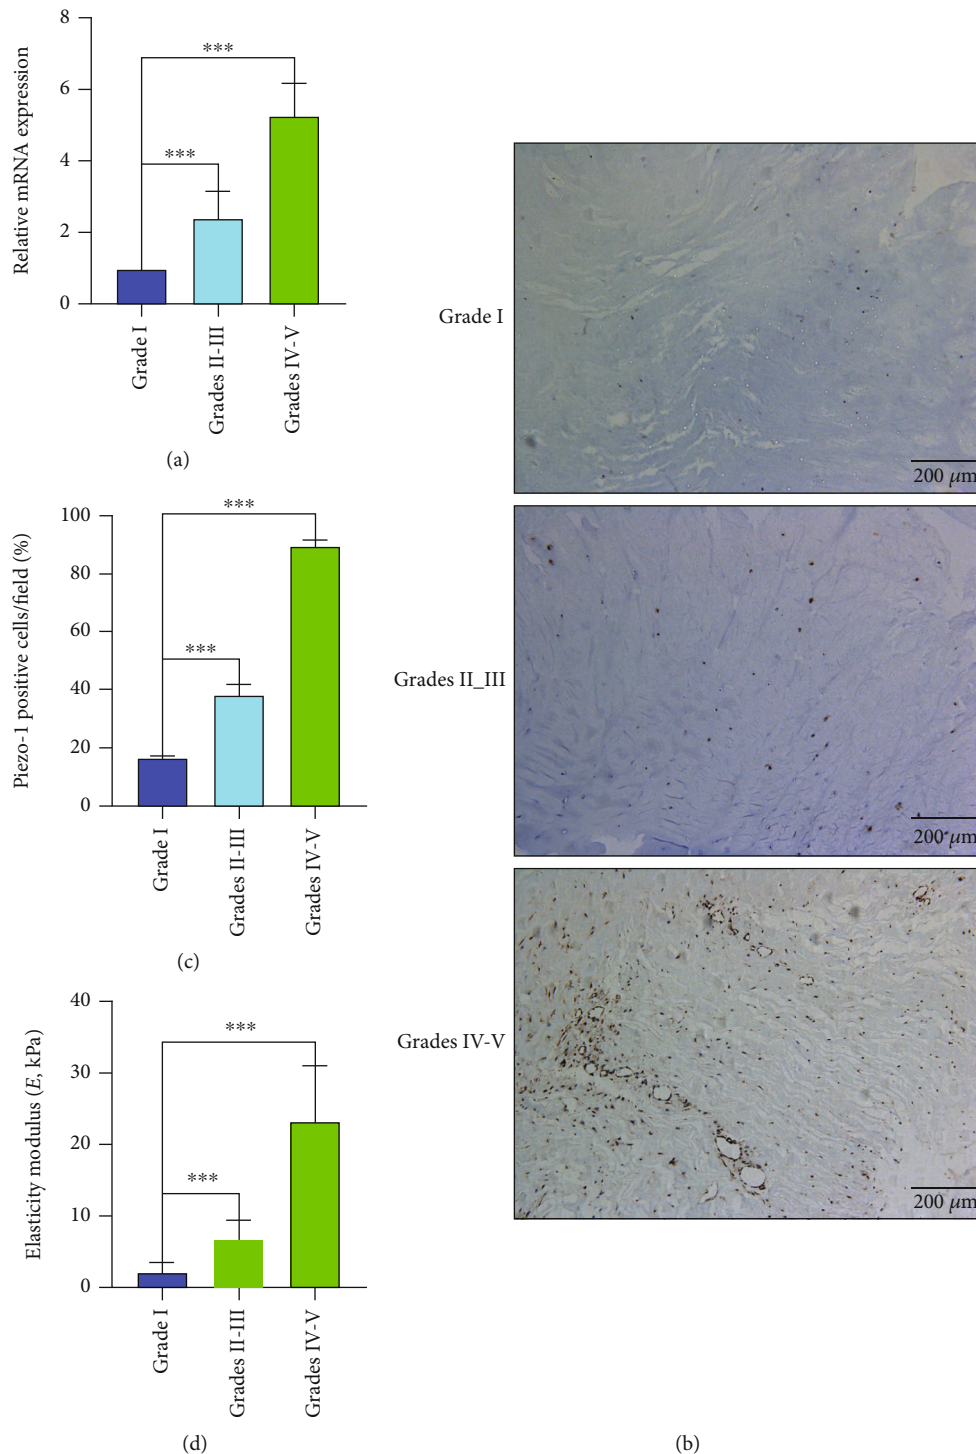 Relative mRNA expression
8
6
4
2
0
***
***
Grade I
Grades II-III
Grades IV-V
(a)
Piezo-1 positive cells/field (%)
100
80
60
40
20
0
***
***
Grade I
Grades II-III
Grades IV-V
(c)
Elasticity modulus (E, kPa)
40
30
20
10
0
***
***
Grade I
Grades II-III
Grades IV-V
(d)
Grade I
200 μm
Grades II_III
200 μm
Grades IV-V
200 μm
(b)